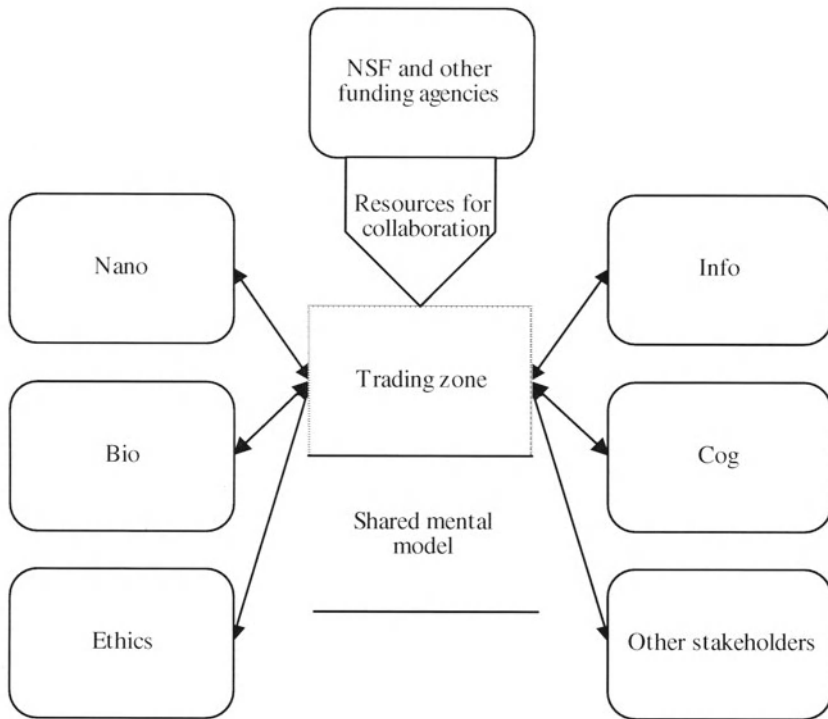 NSF and other
funding agencies
Resources for
collaboration
Nano
Info
Trading zone
Bio
Cog
Shared mental
model
Ethics
Other stakeholders